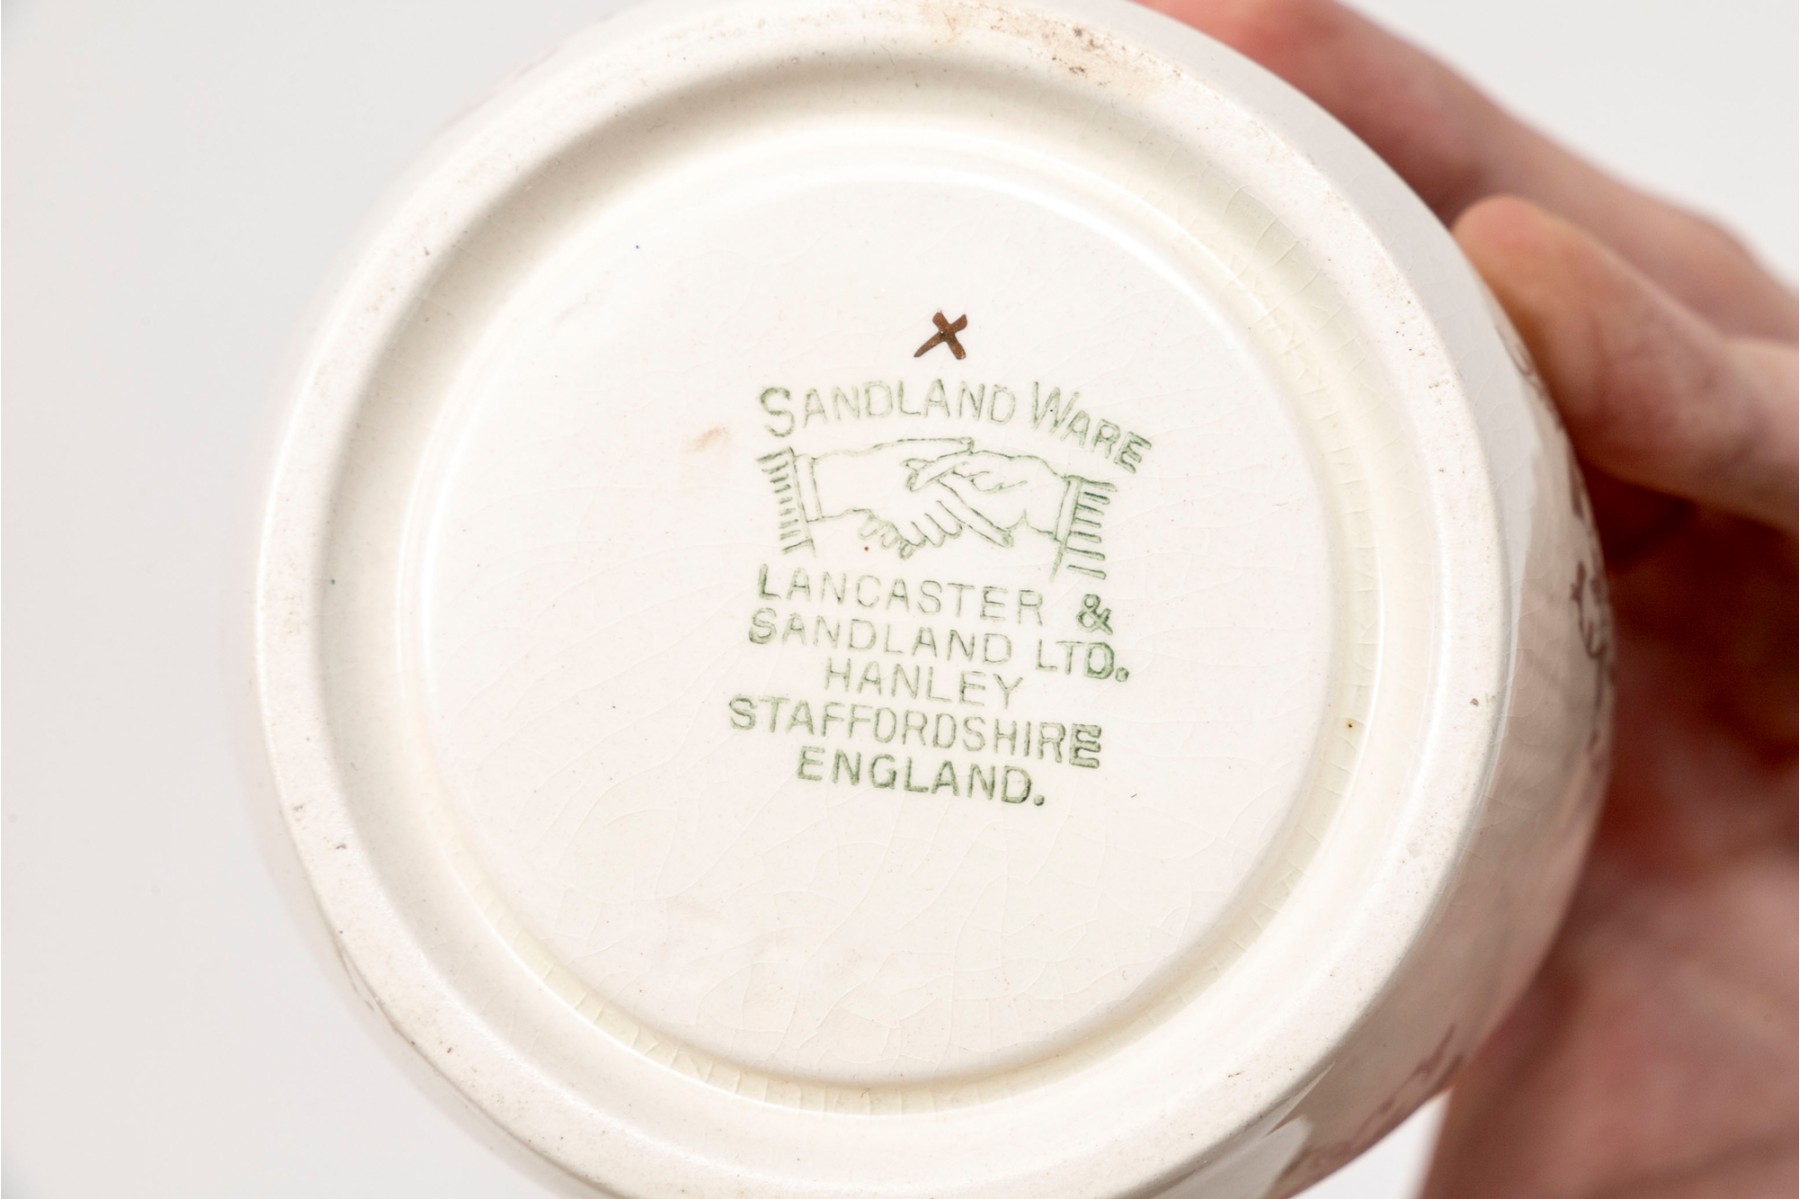 x
SANDLAND WARE
LANCASTER &
SANDLAND LTD.
HANLEY
STAFFORDSHIRE
ENGLAND.